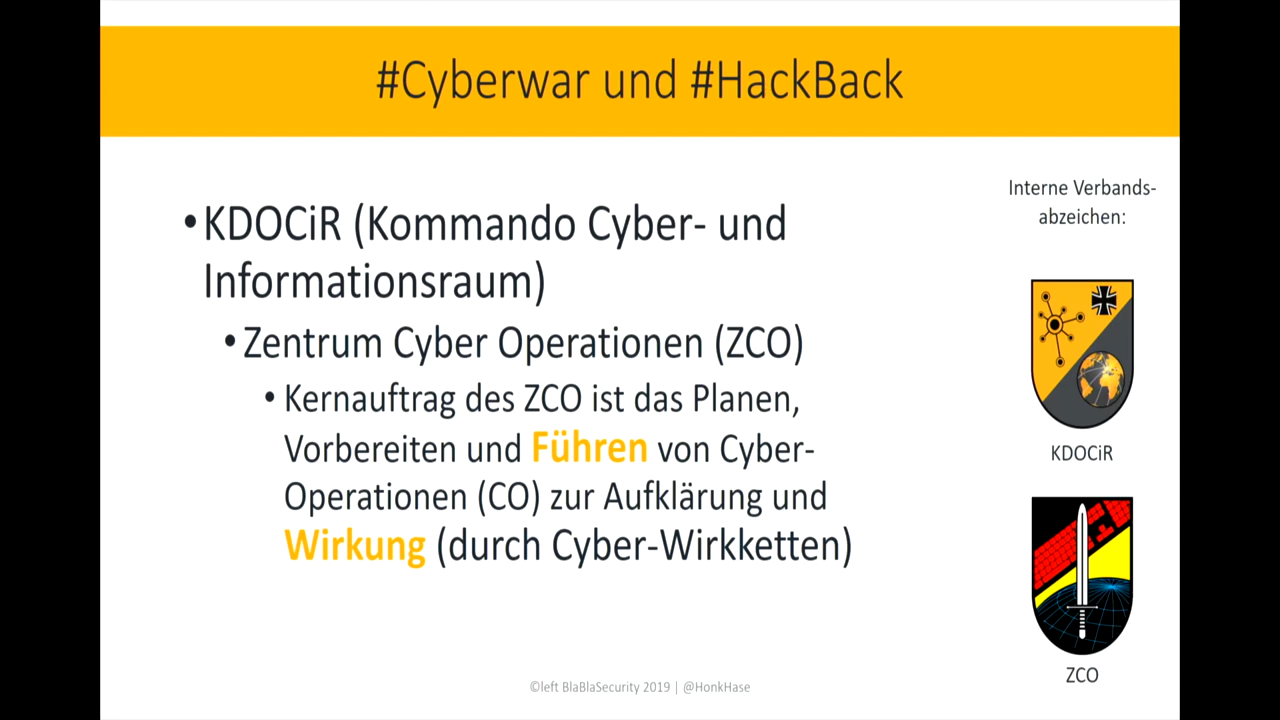 #Cyberwar und #HackBack
•KDOCiR (Kommando Cyber- und
Informationsraum)
•Zentrum Cyber Operationen (ZCO)
• Kernauftrag des ZCO ist das Planen,
Vorbereiten und Führen von Cyber-
Operationen (CO) zur Aufklärung und
Wirkung (durch Cyber-Wirkketten)
Interne Verbands-
abzeichen:
KDOCiR
ZCO
©left BlaBlaSecurity 2019 | @HonkHase